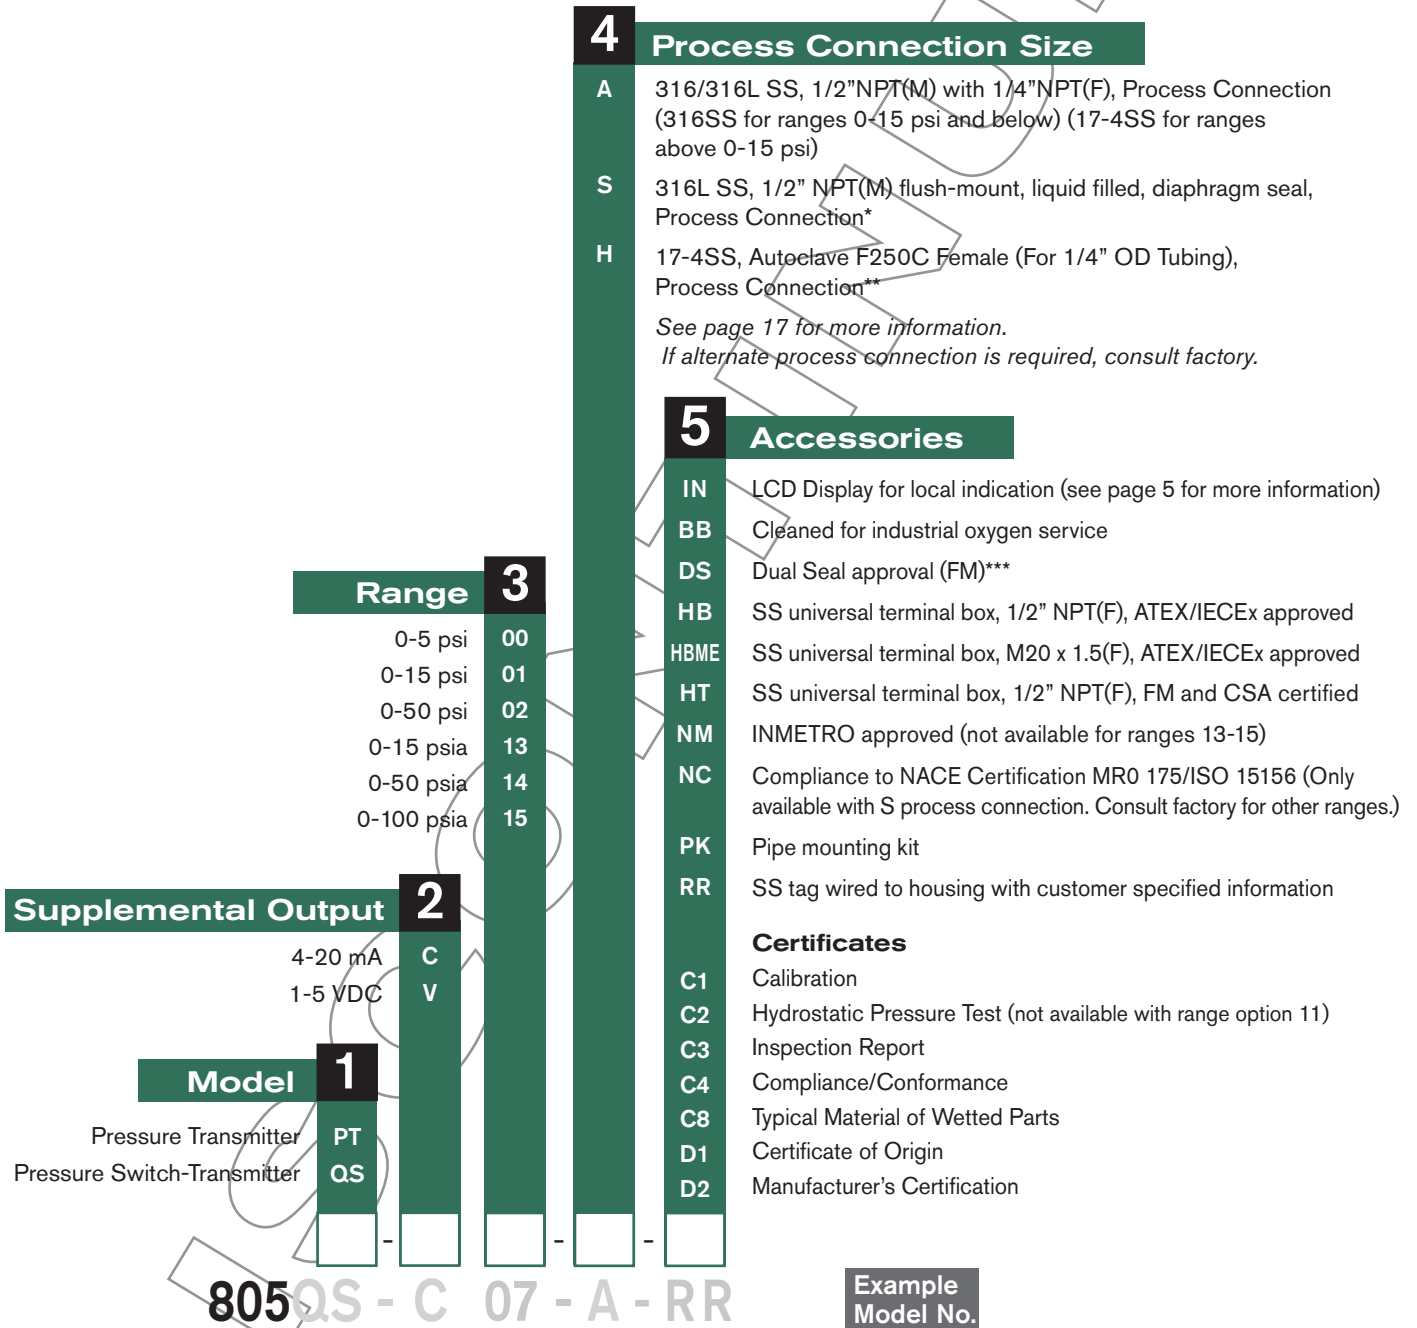 4 Process Connection Size
A 316/316L SS, 1/2”NPT(M) with 1/4”NPT(F), Process Connection
(316SS for ranges 0-15 psi and below) (17-4SS for ranges
above 0-15 psi)
S 316L SS, 1/2” NPT(M) flush-mount, liquid filled, diaphragm seal,
Process Connection*
H 17-4SS, Autoclave F250C Female (For 1/4” OD Tubing),
Process Connection**
See page 17 for more information.
If alternate process connection is required, consult factory.
5 Accessories
IN LCD Display for local indication (see page 5 for more information)
BB Cleaned for industrial oxygen service
DS Dual Seal approval (FM)***
HB SS universal terminal box, 1/2” NPT(F), ATEX/IECEx approved
HBME SS universal terminal box, M20 x 1.5(F), ATEX/IECEx approved
HT SS universal terminal box, 1/2” NPT(F), FM and CSA certified
NM INMETRO approved (not available for ranges 13-15)
NC Compliance to NACE Certification MR0 175/ISO 15156 (Only
available with S process connection. Consult factory for other ranges.)
PK Pipe mounting kit
RR SS tag wired to housing with customer specified information
Certificates
C1 Calibration
C2 Hydrostatic Pressure Test (not available with range option 11)
C3 Inspection Report
C4 Compliance/Conformance
C8 Typical Material of Wetted Parts
D1 Certificate of Origin
D2 Manufacturer’s Certification
Range 3
0-5 psi 00
0-15 psi 01
0-50 psi 02
0-15 psia 13
0-50 psia 14
0-100 psia 15
Supplemental Output 2
4-20 mA C
1-5 VDC V
Model 1
Pressure Transmitter PT
Pressure Switch-Transmitter QS
- - -
805QS - C 07 - A - RR
Example
Model No.